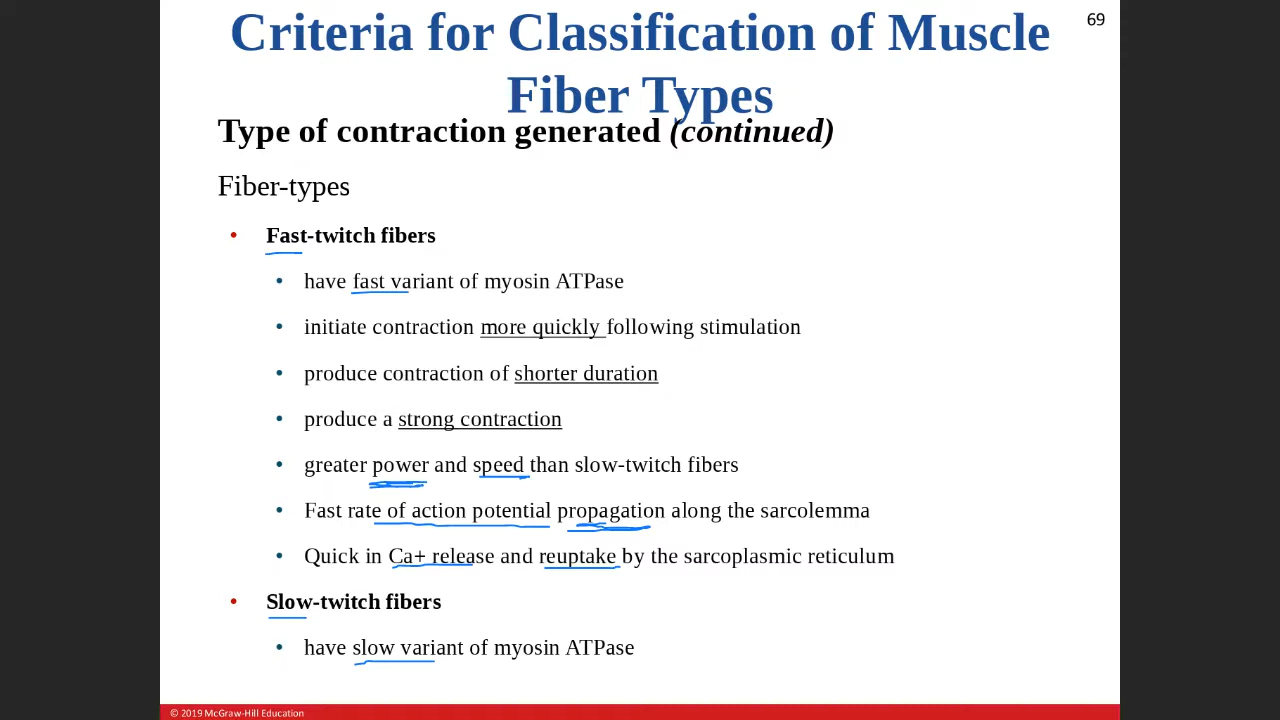 Criteria for Classification of Muscle
69
Fiber Types
Type of contraction generated (continued)
Fiber-types
• Fast-twitch fibers
• have fast variant of myosin ATPase
• initiate contraction more quickly following stimulation
• produce contraction of shorter duration
• produce a strong contraction
• greater power and speed than slow-twitch fibers
• Fast rate of action potential propagation along the sarcolemma
• Quick in Ca+ release and reuptake by the sarcoplasmic reticulum
• Slow-twitch fibers
• have slow variant of myosin ATPase
© 2019 McGraw-Hill Education